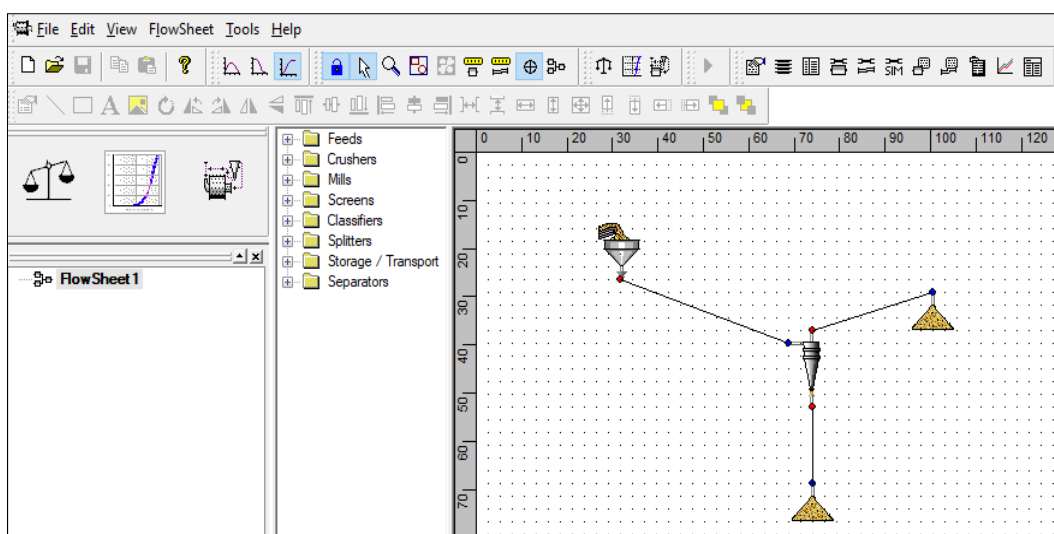 File Edit View FlowSheet Tools Help
A SIM
Feeds
Crushers
Mills
Screens
Classifiers
Splitters
Storage / Transport
Separators
FlowSheet1
0 10 20 30 40 50 60 70 80 90 100 110 120
0
10
20
30
40
50
60
70